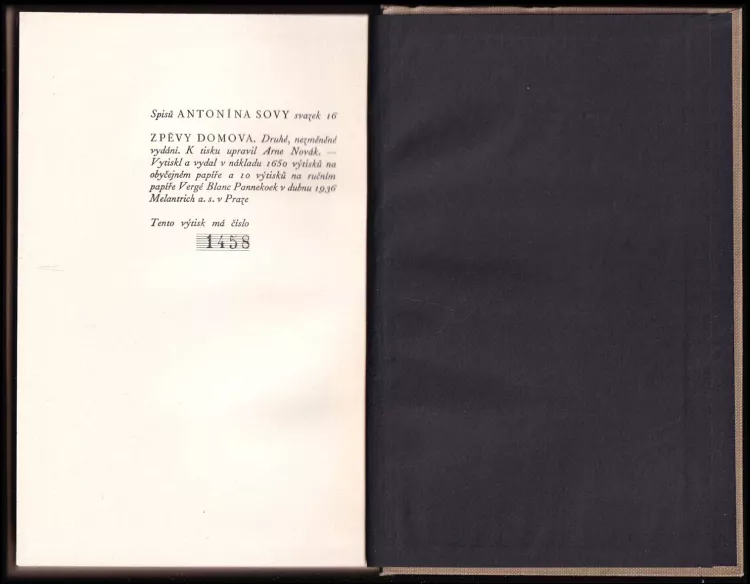 Spisů ANTONÍNA SOVY svazek 16
ZPĚVY DOMOVA. Druhé, nezměněné
vydání. K tisku upravil Arne Novák. —
Vytiskl a vydal v nákladu 1650 výtisků na
obyčejném papíře a 10 výtisků na ručním
papíře Vergé Blanc Pannekoek v dubnu 1936
Melantrich a. s. v Praze
Tento výtisk má číslo
1458